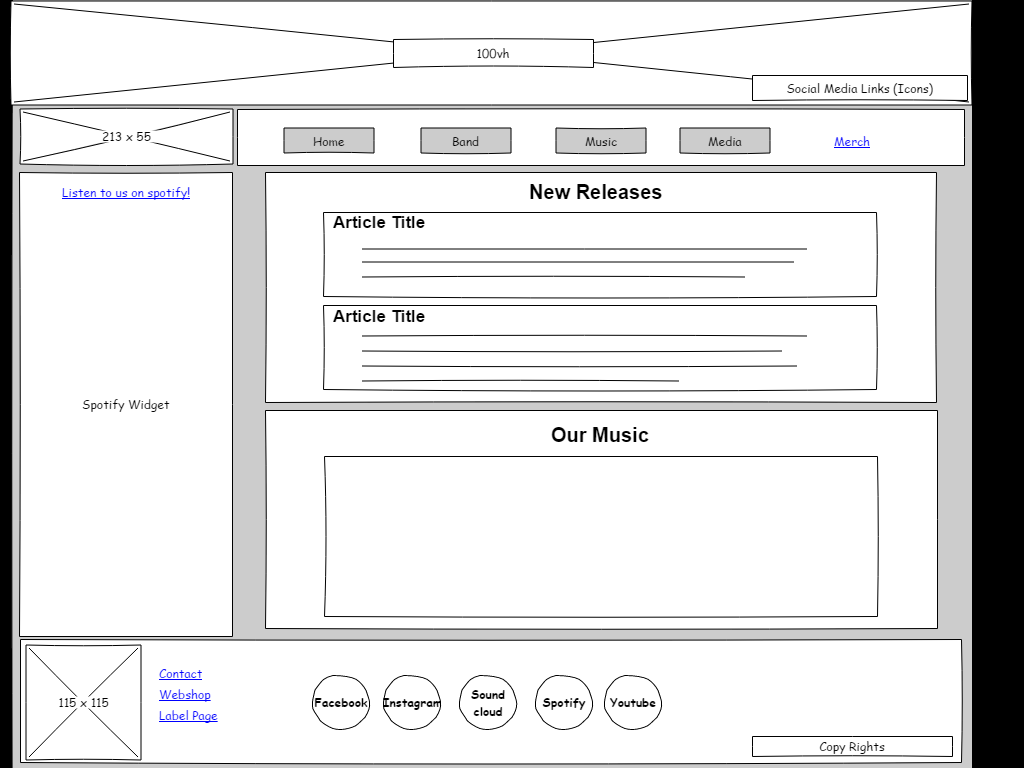 100vh
Social Media Links (Icons)
213 x 55
Home
Band
Music
Media
Merch
Listen to us on spotify!
Spotify Widget
New Releases
Article Title
Article Title
Our Music
115 x 115
Contact
Webshop
Label Page
Facebook
Instagram
Sound
cloud
Spotify
Youtube
Copy Rights